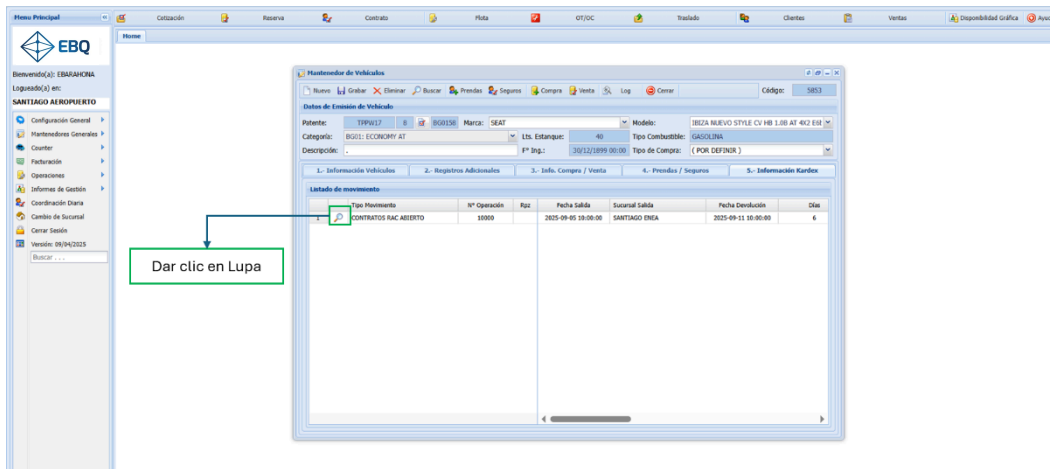 Menu Principal
Cotización Reserva Contrato Flota OT/OC Traslado Clientes Ventas Disponibilidad Gráfica
Home
EBQ
Bienvenido(a): EBARAHONA
Logueado(a) en:
SANTIAGO AEROPUERTO
Configuración General
Mantenedores Generales
Counter
Facturación
Operaciones
Informes de Gestión
Coordinación Diaria
Cambio de Sucursal
Cerrar Sesión
Versión: 09/04/2025
Buscar . . .
Mantenedor de Vehículos
Nuevo Grabar Eliminar Buscar Prendas Seguros Compra Venta Log Cerrar Código: 5853
Datos de Emisión de Vehículo
Patente: TPPW17 8 BG0158 Marca: SEAT Modelo: IBIZA NUEVO STYLE CV HB 1.0B AT 4X2
Categoría: BG01: ECONOMY AT Lts. Estanque: 40 Tipo Combustible: GASOLINA
Descripción: . Fª Ing.: 30/12/1899 00:00 Tipo de Compra: ( POR DEFINIR )
1.- Información Vehículos 2.- Registros Adicionales 3.- Info. Compra / Venta 4.- Prendas / Seguros 5.- Información Kardex
Listado de movimiento
Tipo Movimiento Nº Operación Rpz Fecha Salida Sucursal Salida Fecha Devolución Días
1 CONTRATOS RAC ABIERTO 10000 2025-09-05 10:00:00 SANTIAGO ENEA 2025-09-11 10:00:00 6
Dar clic en Lupa